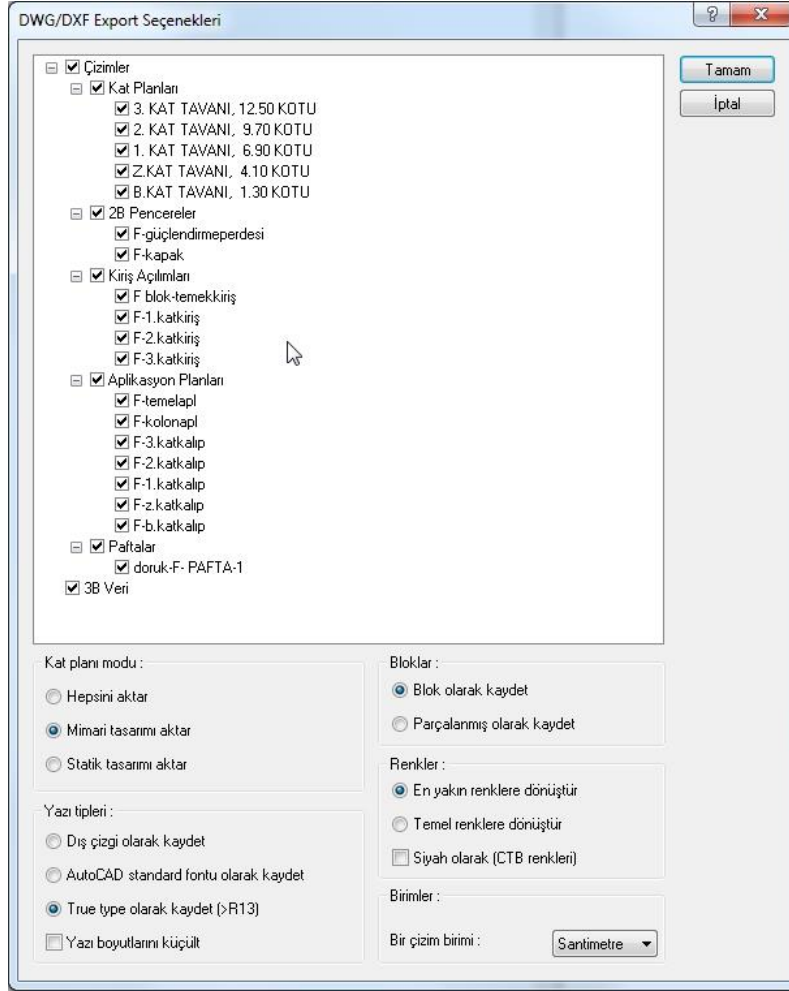 DWG/DXF Export Seçenekleri
Çizimler
Kat Planları
3. KAT TAVANI, 12.50 KOTU
2. KAT TAVANI, 9.70 KOTU
1. KAT TAVANI, 6.90 KOTU
Z.KAT TAVANI, 4.10 KOTU
B.KAT TAVANI, 1.30 KOTU
2B Pencereler
F-güçlendirmeperdesi
F-kapak
Kiriş Açılımları
F blok-temekkiriş
F-1.katkiriş
F-2.katkiriş
F-3.katkiriş
Aplikasyon Planları
F-temelapl
F-kolonapl
F-3.katkalıp
F-2.katkalıp
F-1.katkalıp
F-z.katkalıp
F-b.katkalıp
Paftalar
doruk-F- PAFTA-1
3B Veri
Tamam
İptal
Kat planı modu :
Hepsini aktar
Mimari tasarımı aktar
Statik tasarımı aktar
Yazı tipleri :
Dış çizgi olarak kaydet
AutoCAD standard fontu olarak kaydet
True type olarak kaydet (>R13)
Yazı boyutlarını küçült
Bloklar :
Blok olarak kaydet
Parçalanmış olarak kaydet
Renkler :
En yakın renklere dönüştür
Temel renklere dönüştür
Siyah olarak (CTB renkleri)
Birimler :
Bir çizim birimi :
Santimetre